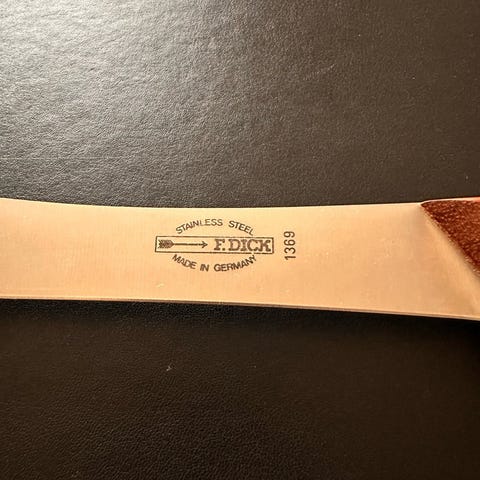 STAINLESS STEEL
F. DICK
MADE IN GERMANY
1369